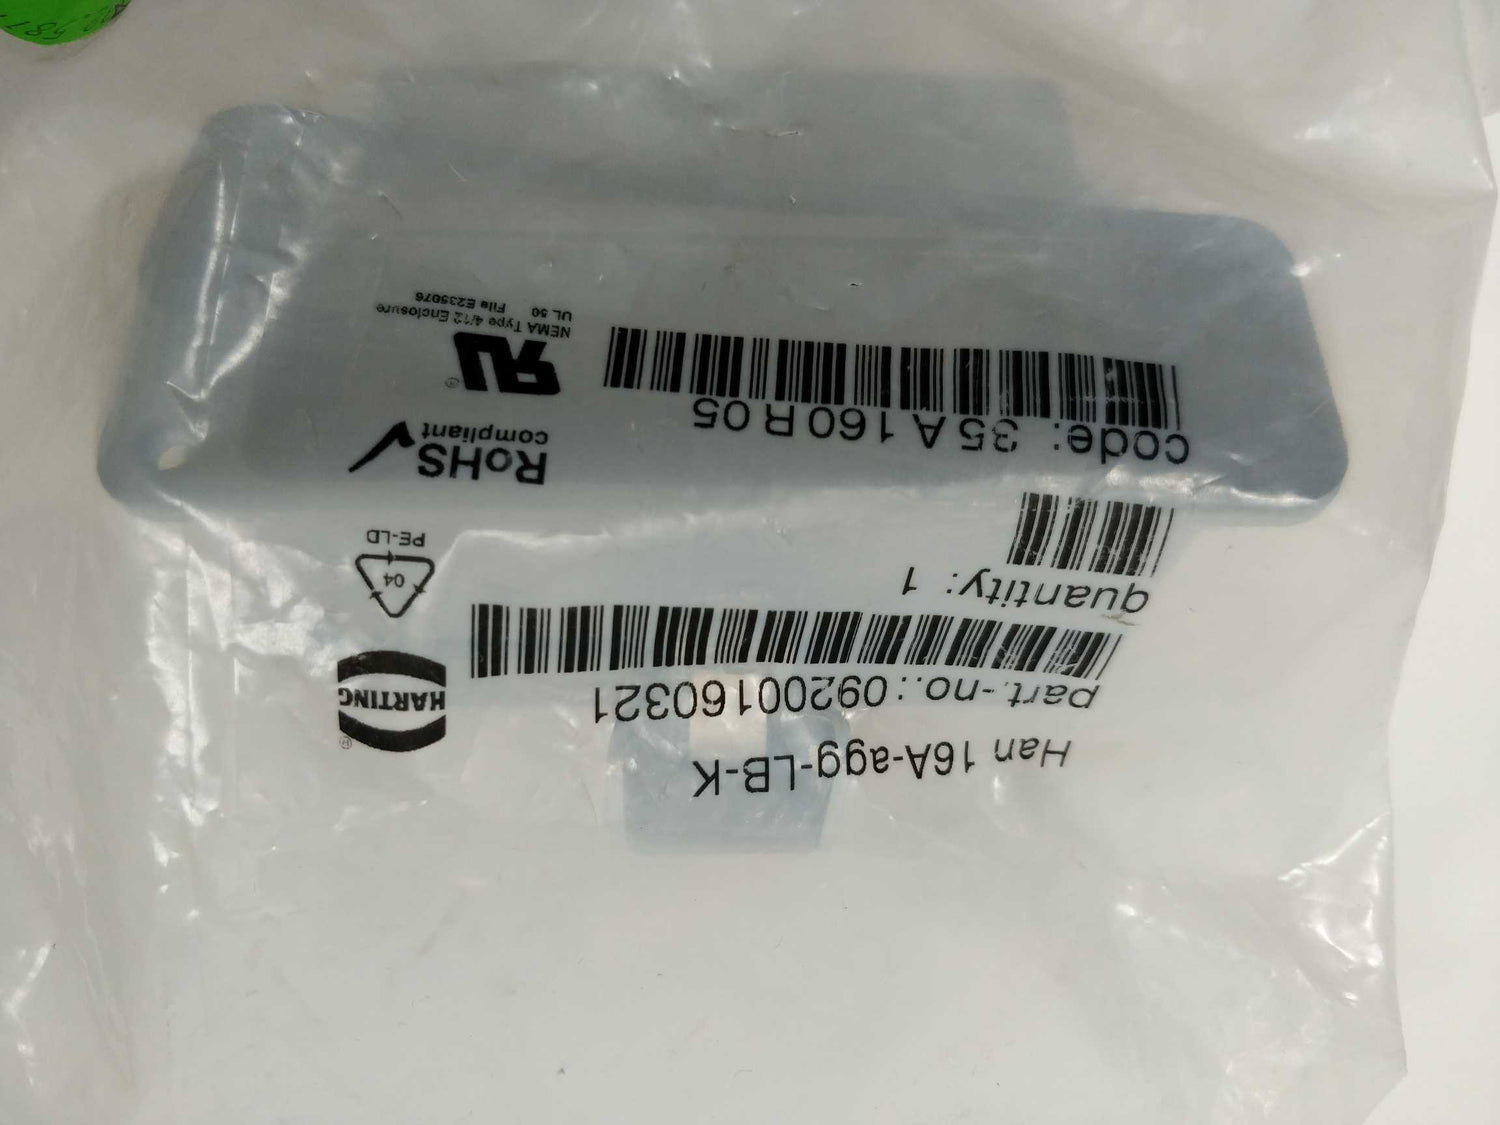 Han 16A-agg-LB-K
part.-no.: 09200160321
HARTING
®
quantity: 1
04
PE-LD
code: 35 A 160 R 05
RoHS
compliant
®
NEMA Type 4/12 Enclosure
UL 50 File E235076